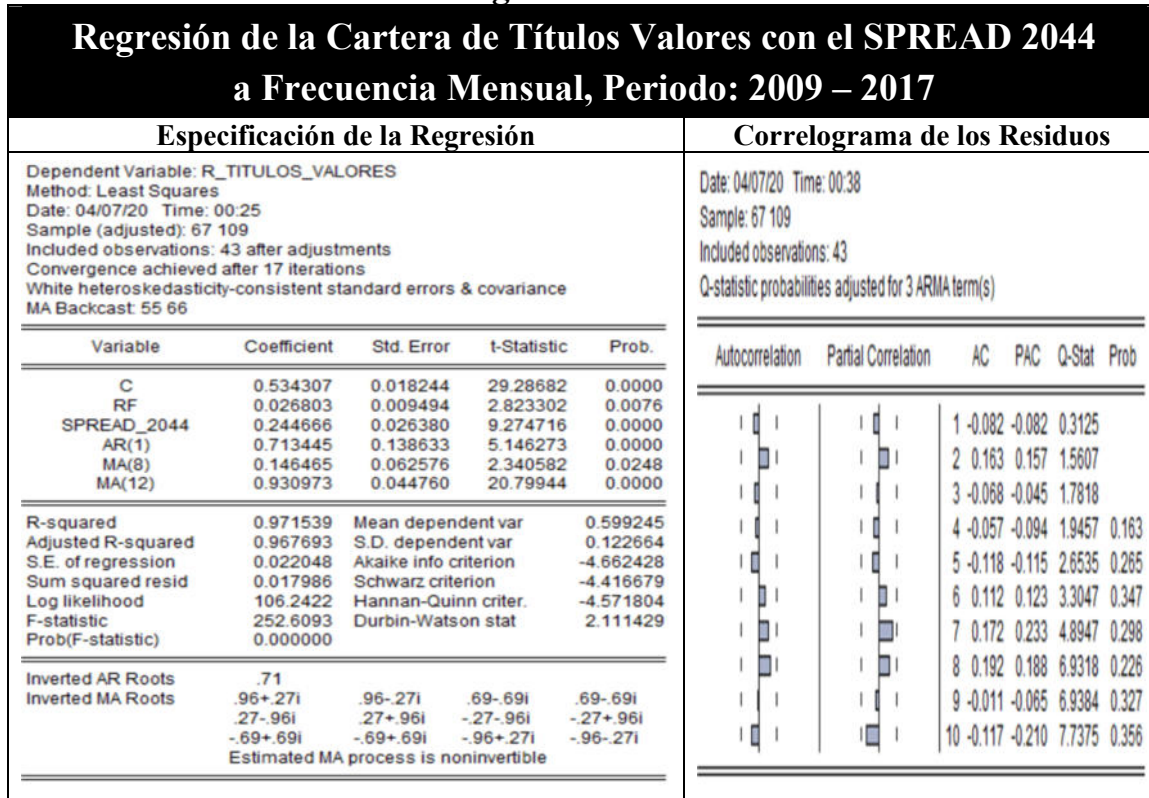 Regresión de la Cartera de Títulos Valores con el SPREAD 2044
a Frecuencia Mensual, Periodo: 2009 – 2017
Especificación de la Regresión
Dependent Variable: R_TITULOS_VALORES
Method: Least Squares
Date: 04/07/20 Time: 00:25
Sample (adjusted): 67 109
Included observations: 43 after adjustments
Convergence achieved after 17 iterations
White heteroskedasticity-consistent standard errors & covariance
MA Backcast: 55 66
Variable Coefficient Std. Error t-Statistic Prob.
C 0.534307 0.018244 29.28682 0.0000
RF 0.026803 0.009494 2.823302 0.0076
SPREAD_2044 0.244666 0.026380 9.274716 0.0000
AR(1) 0.713445 0.138633 5.146273 0.0000
MA(8) 0.146465 0.062576 2.340582 0.0248
MA(12) 0.930973 0.044760 20.79944 0.0000
R-squared 0.971539 Mean dependent var 0.599245
Adjusted R-squared 0.967693 S.D. dependent var 0.122664
S.E. of regression 0.022048 Akaike info criterion -4.662428
Sum squared resid 0.017986 Schwarz criterion -4.416679
Log likelihood 106.2422 Hannan-Quinn criter. -4.571804
F-statistic 252.6093 Durbin-Watson stat 2.111429
Prob(F-statistic) 0.000000
Inverted AR Roots .71
Inverted MA Roots .96+.27i .96-.27i .69-.69i .69-.69i
.27-.96i .27+.96i -.27-.96i -.27+.96i
-.69+.69i -.69+.69i -.96+.27i -.96-.27i
Estimated MA process is noninvertible
Correlograma de los Residuos
Date: 04/07/20 Time: 00:38
Sample: 67 109
Included observations: 43
Q-statistic probabilities adjusted for 3 ARMA term(s)
Autocorrelation Partial Correlation AC PAC Q-Stat Prob
1 -0.082 -0.082 0.3125
2 0.163 0.157 1.5607
3 -0.068 -0.045 1.7818
4 -0.057 -0.094 1.9457 0.163
5 -0.118 -0.115 2.6535 0.265
6 0.112 0.123 3.3047 0.347
7 0.172 0.233 4.8947 0.298
8 0.192 0.188 6.9318 0.226
9 -0.011 -0.065 6.9384 0.327
10 -0.117 -0.210 7.7375 0.356